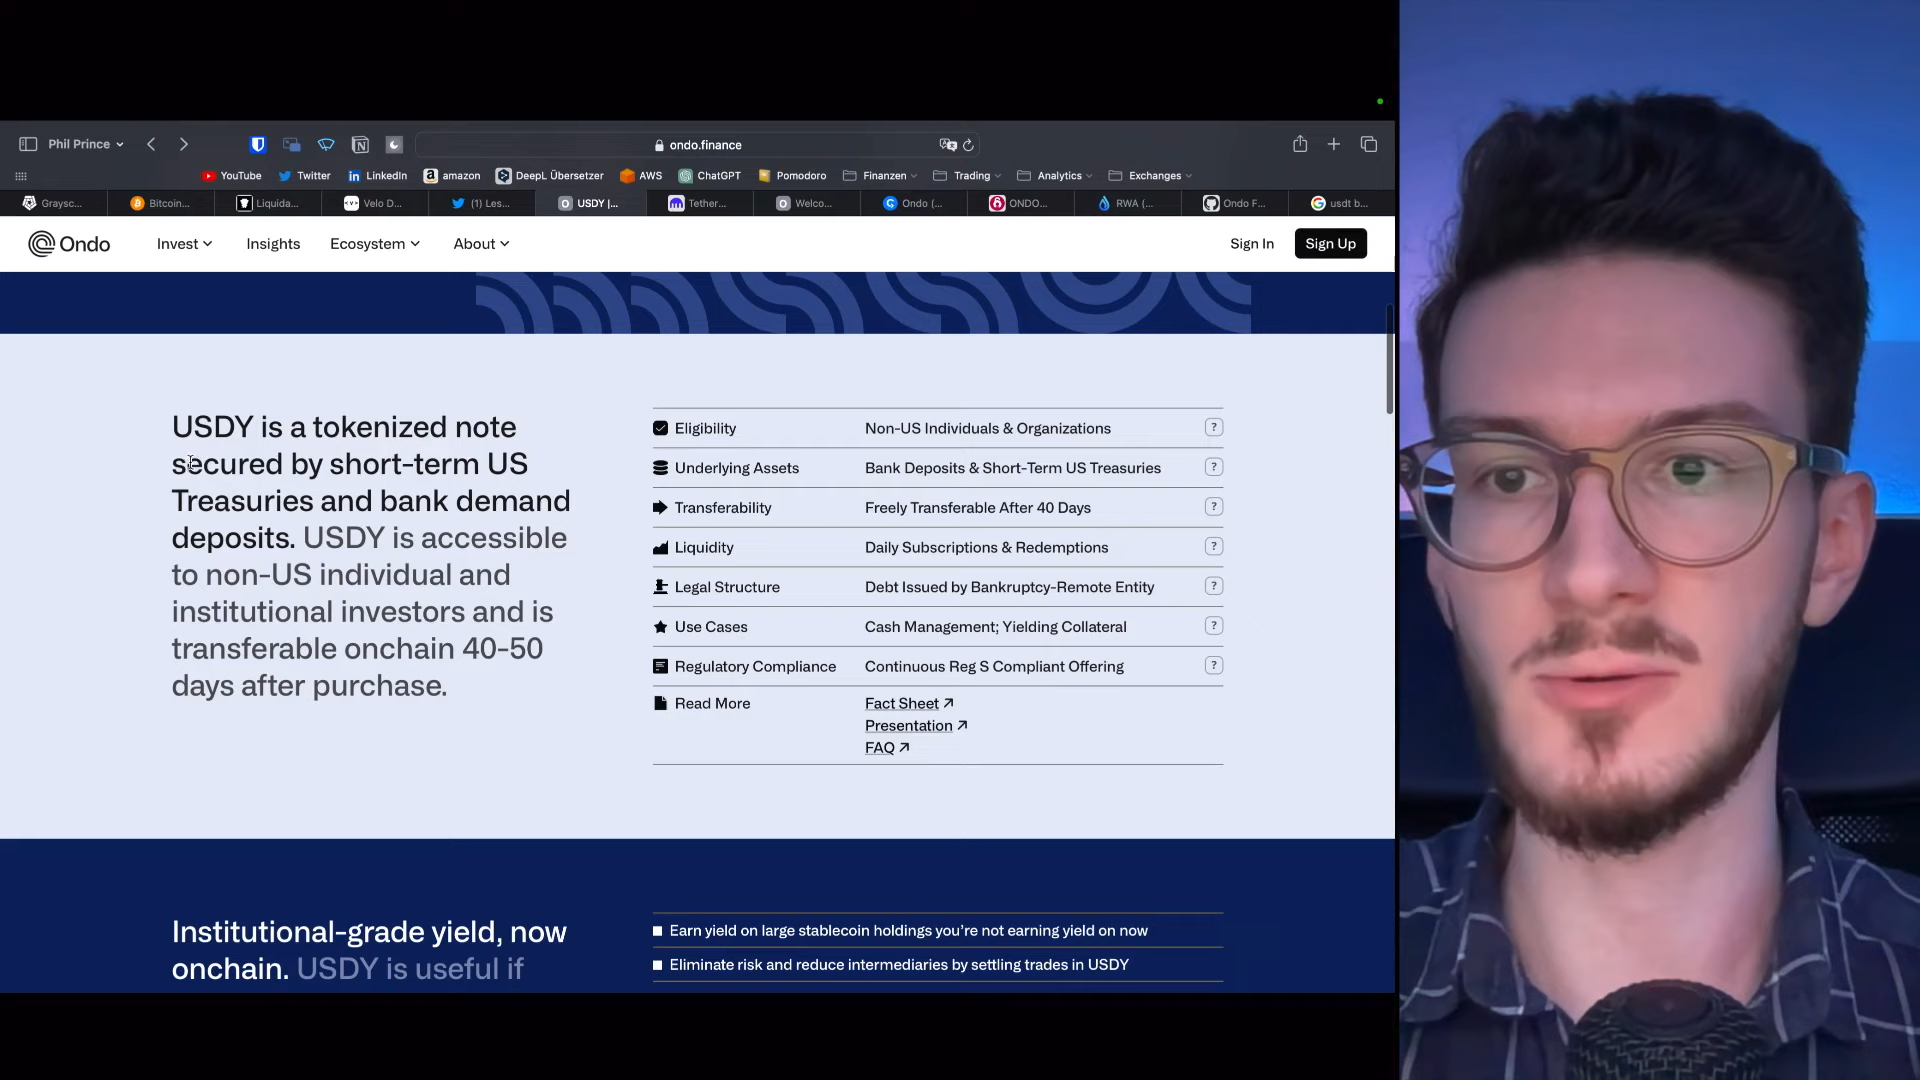 Phil Prince
ondo.finance
YouTube
Twitter
LinkedIn
amazon
DeepL Übersetzer
AWS
ChatGPT
Pomodoro
Finanzen
Trading
Analytics
Exchanges
Graysc...
Bitcoin...
Liquida...
Velo D...
(1) Les...
USDY |...
Tether...
Welco...
Ondo (...
ONDO...
RWA (...
Ondo F...
usdt b...
Ondo
Invest
Insights
Ecosystem
About
Sign In
Sign Up
USDY is a tokenized note
secured by short-term US
Treasuries and bank demand
deposits. USDY is accessible
to non-US individual and
institutional investors and is
transferable onchain 40-50
days after purchase.
Eligibility Non-US Individuals & Organizations ?
Underlying Assets Bank Deposits & Short-Term US Treasuries ?
Transferability Freely Transferable After 40 Days ?
Liquidity Daily Subscriptions & Redemptions ?
Legal Structure Debt Issued by Bankruptcy-Remote Entity ?
Use Cases Cash Management; Yielding Collateral ?
Regulatory Compliance Continuous Reg S Compliant Offering ?
Read More Fact Sheet
Presentation
FAQ
Institutional-grade yield, now
onchain. USDY is useful if
Earn yield on large stablecoin holdings you're not earning yield on now
Eliminate risk and reduce intermediaries by settling trades in USDY